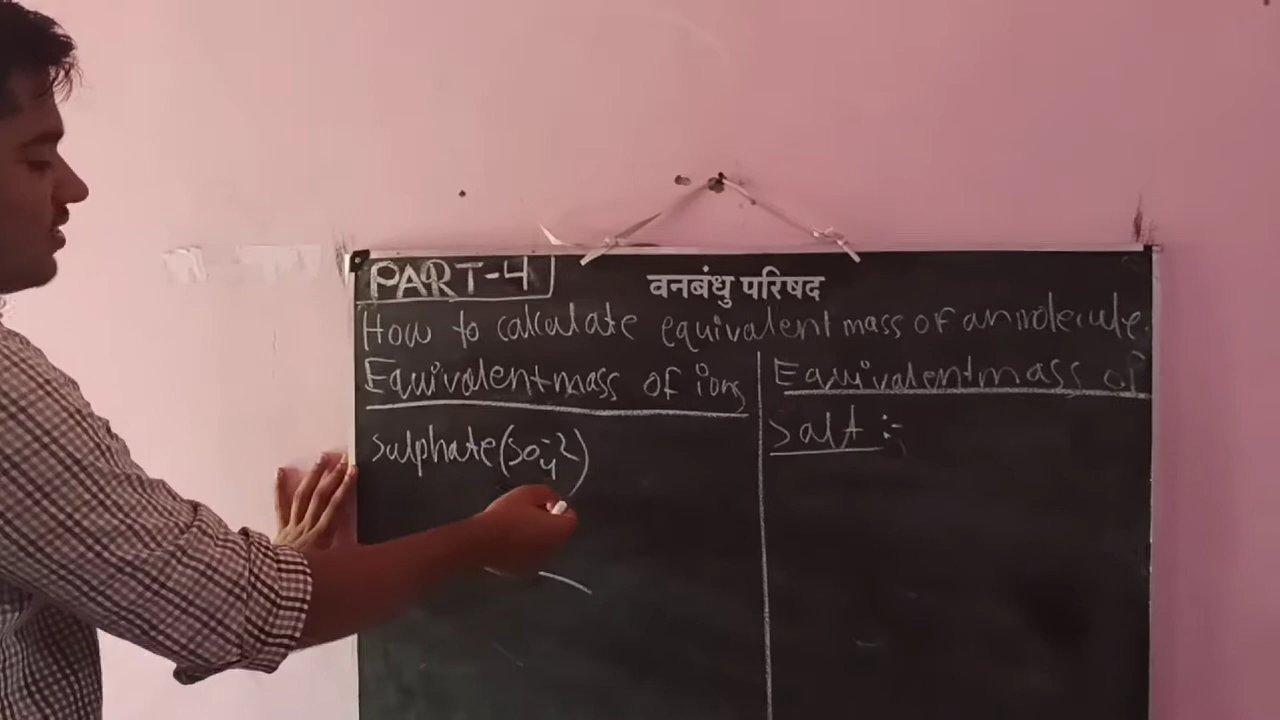 PART-4
वनबंधु परिषद
How to calculate equivalent mass of an molecule.
Equivalent mass of ions
Sulphate (SO4-2)
Equivalent mass of
Salt :-